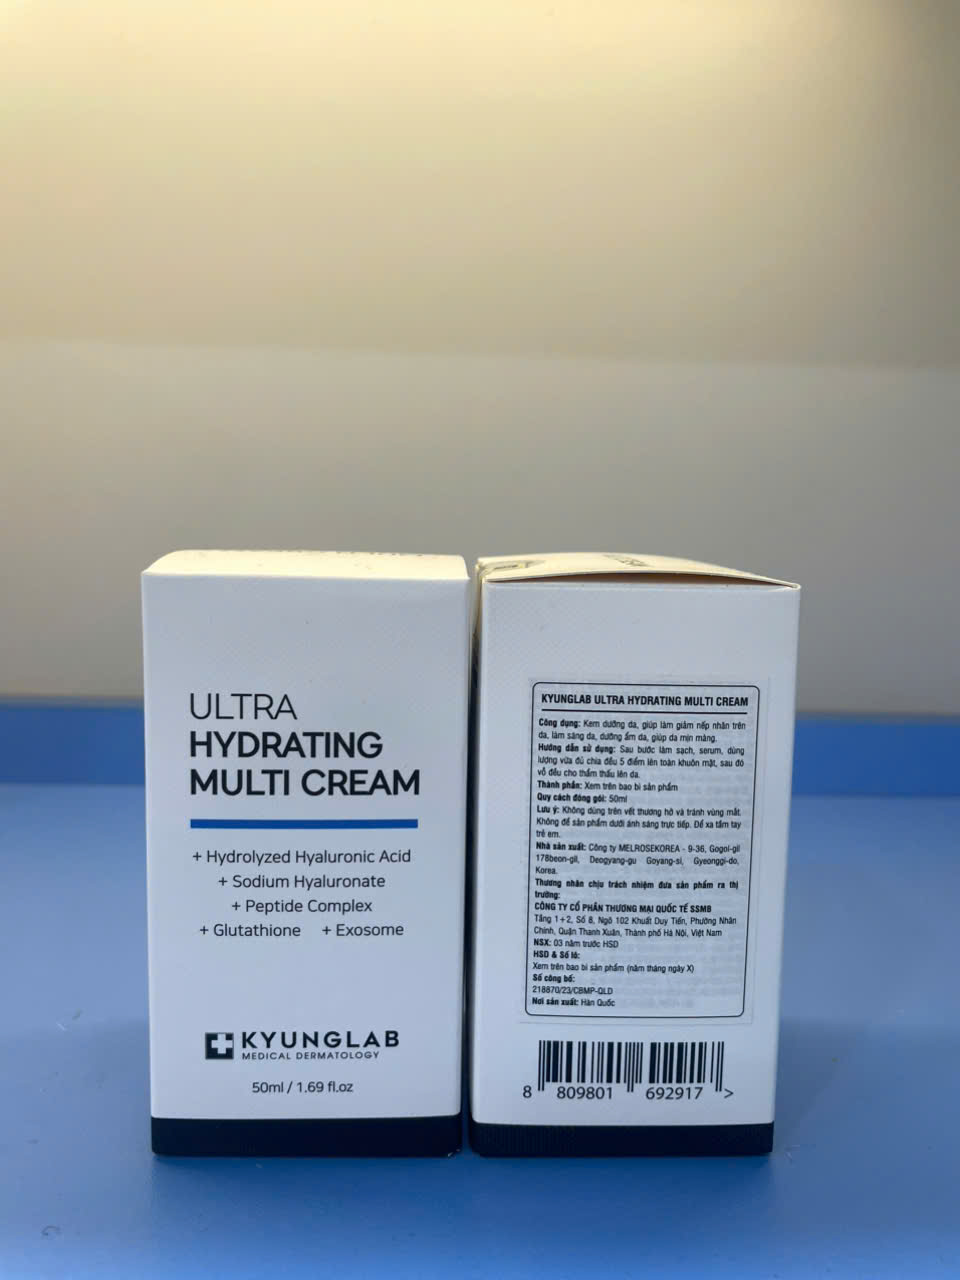 ULTRA
HYDRATING
MULTI CREAM
+ Hydrolyzed Hyaluronic Acid
+ Sodium Hyaluronate
+ Peptide Complex
+ Glutathione + Exosome
KYUNGLAB
MEDICAL DERMATOLOGY
50ml / 1.69 fl.oz
KYUNGLAB ULTRA HYDRATING MULTI CREAM
Công dụng: Kem dưỡng da, giúp làm giảm nếp nhăn trên
da, làm sáng da, dưỡng ẩm da, giúp da mịn màng.
Hướng dẫn sử dụng: Sau bước làm sạch, serum, dùng
lượng vừa đủ chia đều 5 điểm lên toàn khuôn mặt, sau đó
vỗ đều cho thẩm thấu lên da.
Thành phần: Xem trên bao bì sản phẩm
Quy cách đóng gói: 50ml
Lưu ý: Không dùng trên vết thương hở và tránh vùng mắt.
Không để sản phẩm dưới ánh sáng trực tiếp. Để xa tầm tay
trẻ em.
Nhà sản xuất: Công ty MELROSEKOREA - 9-36, Gogol-gil
178beon-gil, Deogyang-gu Goyang-si, Gyeonggi-do,
Korea.
Thương nhân chịu trách nhiệm đưa sản phẩm ra thị
trường:
CÔNG TY CỔ PHẦN THƯƠNG MẠI QUỐC TẾ SSMB
Tầng 1+2, Số 8, Ngõ 102 Khuất Duy Tiến, Phường Nhân
Chính, Quận Thanh Xuân, Thành phố Hà Nội, Việt Nam
NSX: 03 năm trước HSD
HSD & Số lô:
Xem trên bao bì sản phẩm (năm tháng ngày X)
Số công bố:
218870/23/CBMP-QLD
Nơi sản xuất: Hàn Quốc
8 809801 692917 >